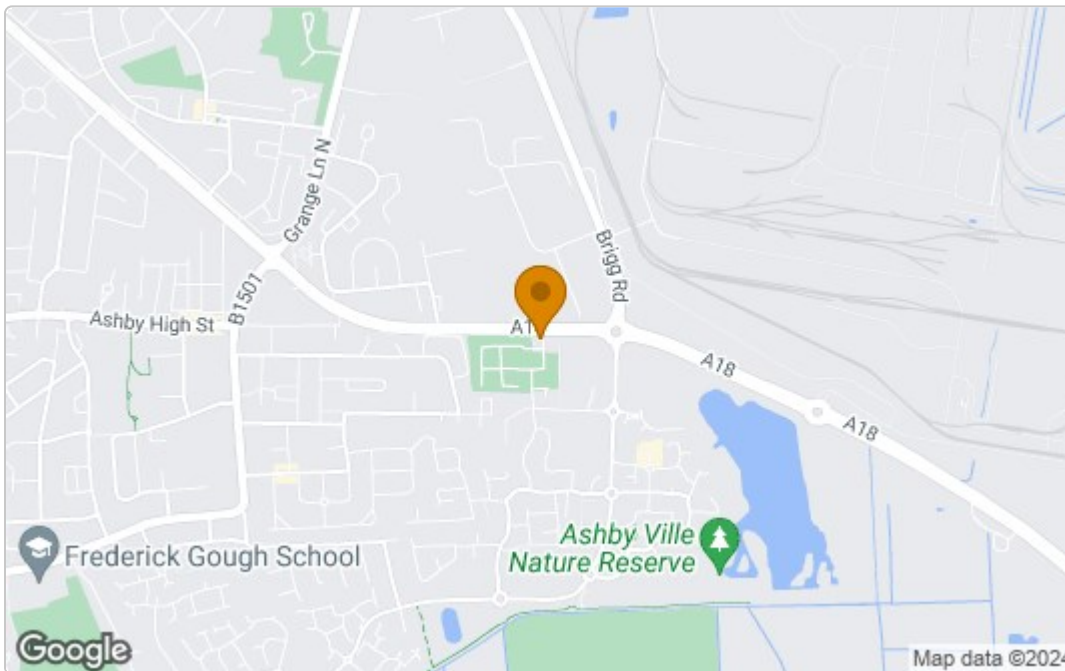 Grange Ln N
B1501
Ashby High St
Brigg Rd
A18
A18
A18
Ashby Ville
Nature Reserve
Frederick Gough School
Google
Map data ©2024